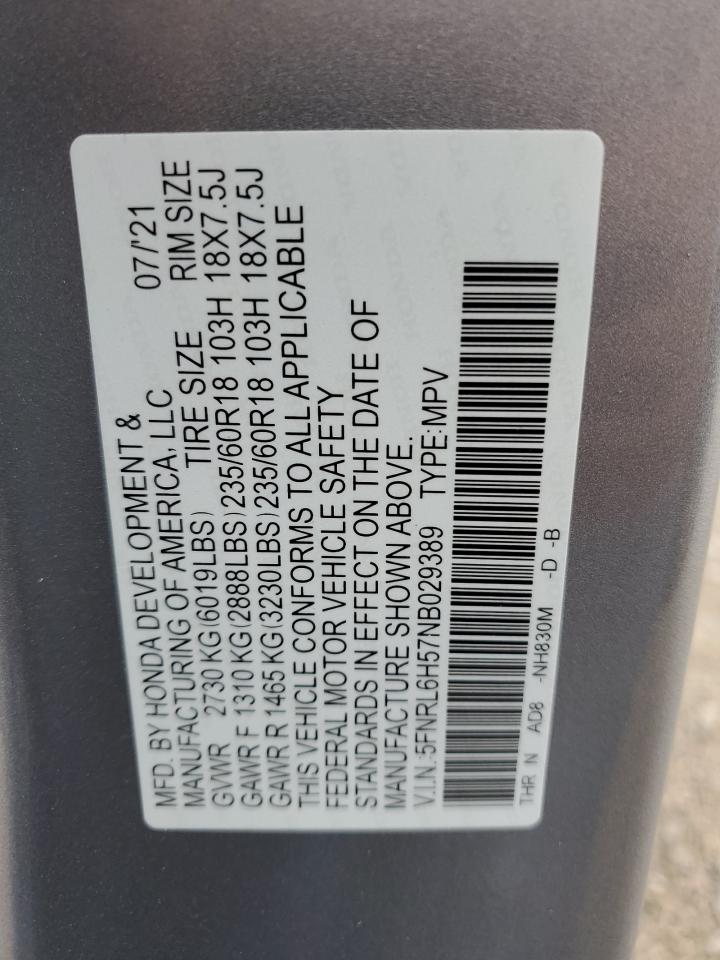 MFD. BY HONDA DEVELOPMENT &
MANUFACTURING OF AMERICA, LLC 07/'21
GVWR 2730 KG(6019LBS) TIRE SIZE RIM SIZE
GAWR F 1310 KG(2888LBS) 235/60R18 103H 18X7.5J
GAWR R 1465 KG(3230LBS) 235/60R18 103H 18X7.5J
THIS VEHICLE CONFORMS TO ALL APPLICABLE
FEDERAL MOTOR VEHICLE SAFETY
STANDARDS IN EFFECT ON THE DATE OF
MANUFACTURE SHOWN ABOVE.
V.I.N.:5FNRL6H57NB029389 TYPE:MPV
THR N AD8 -NH830M -D -B